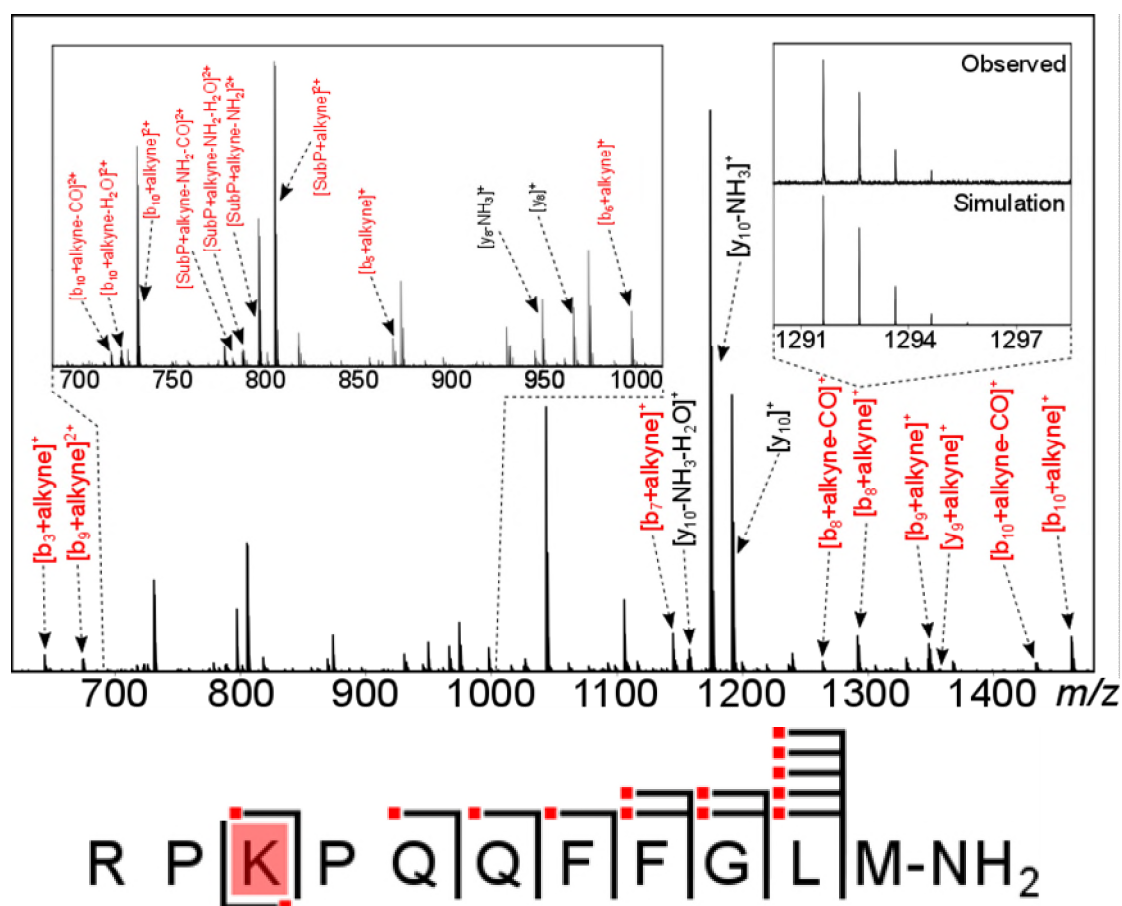 [b₁₀+alkyne-CO]²⁺
[b₁₀+alkyne-H₂O]²⁺
[b₁₀+alkyne]²⁺
[SubP+alkyne-NH₂-CO]²⁺
[SubP+alkyne-NH₂-H₂O]²⁺
[SubP+alkyne-NH₂]²⁺
[SubP+alkyne]²⁺
[b₅+alkyne]⁺
[y₈-NH₃]⁺
[y₈]⁺
[b₆+alkyne]⁺
700 750 800 850 900 950 1000
Observed
Simulation
1291 1294 1297
[b₃+alkyne]⁺
[b₉+alkyne]²⁺
[b₇+alkyne]⁺
[y₁₀-NH₃-H₂O]⁺
[y₁₀-NH₃]⁺
[y₁₀]⁺
[b₈+alkyne-CO]⁺
[b₈+alkyne]⁺
[b₉+alkyne]⁺
[y₉+alkyne]⁺
[b₁₀+alkyne-CO]⁺
[b₁₀+alkyne]⁺
700 800 900 1000 1100 1200 1300 1400 m/z
R P K P Q Q F F G L M-NH₂